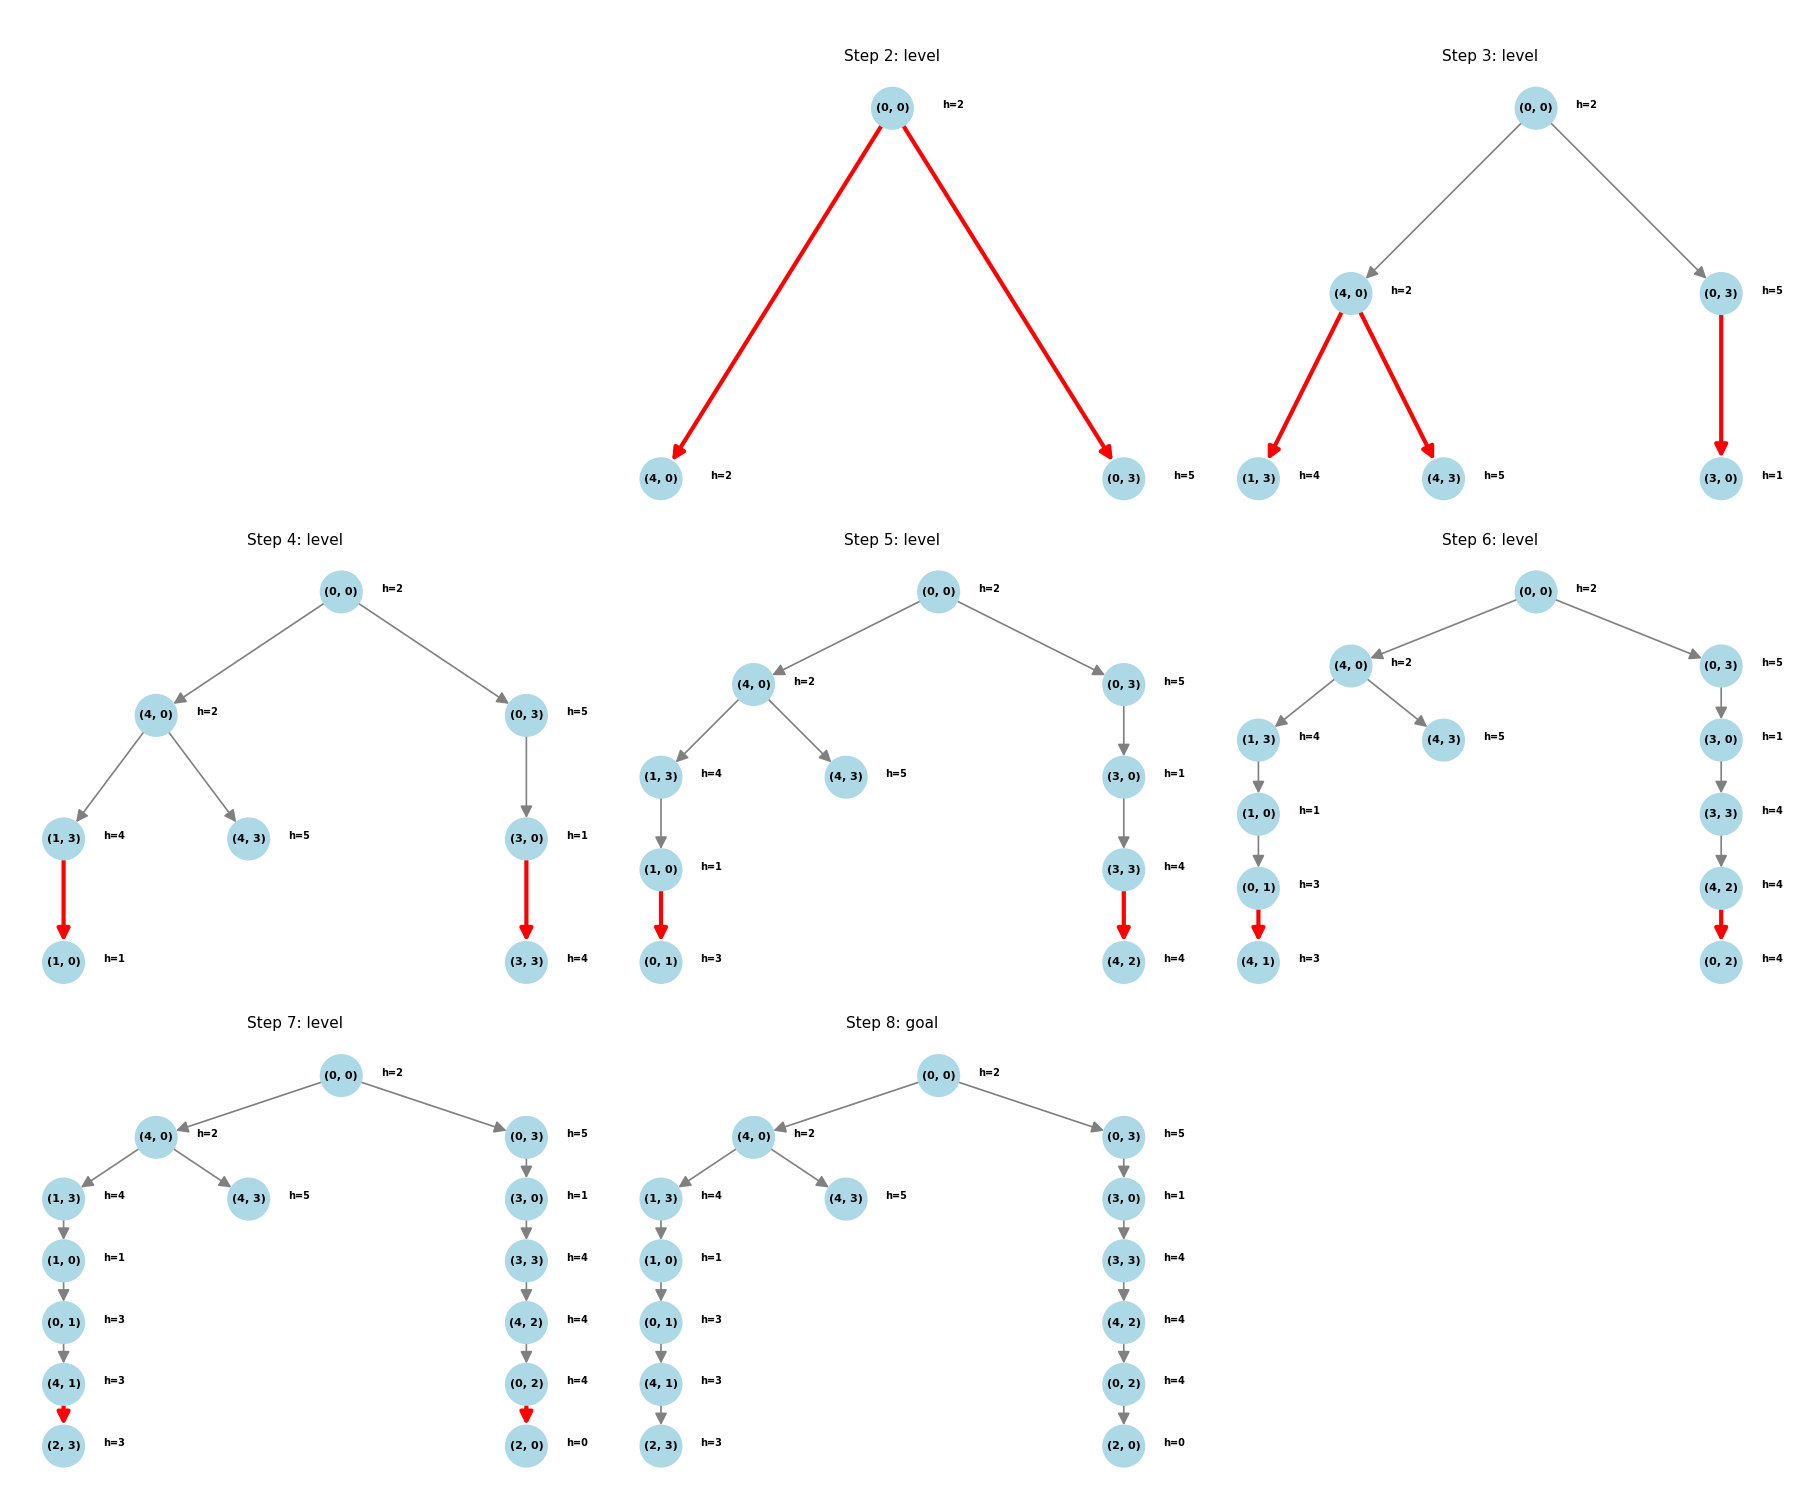 Step 2: level
(0, 0) h=2
(4, 0) h=2 (0, 3) h=5
Step 3: level
(0, 0) h=2
(4, 0) h=2 (0, 3) h=5
(1, 3) h=4 (4, 3) h=5 (3, 0) h=1
Step 4: level
(0, 0) h=2
(4, 0) h=2 (0, 3) h=5
(1, 3) h=4 (4, 3) h=5 (3, 0) h=1
(1, 0) h=1 (3, 3) h=4
Step 5: level
(0, 0) h=2
(4, 0) h=2 (0, 3) h=5
(1, 3) h=4 (4, 3) h=5 (3, 0) h=1
(1, 0) h=1 (3, 3) h=4
(0, 1) h=3 (4, 2) h=4
Step 6: level
(0, 0) h=2
(4, 0) h=2 (0, 3) h=5
(1, 3) h=4 (4, 3) h=5 (3, 0) h=1
(1, 0) h=1 (3, 3) h=4
(0, 1) h=3 (4, 2) h=4
(4, 1) h=3 (0, 2) h=4
Step 7: level
(0, 0) h=2
(4, 0) h=2 (0, 3) h=5
(1, 3) h=4 (4, 3) h=5 (3, 0) h=1
(1, 0) h=1 (3, 3) h=4
(0, 1) h=3 (4, 2) h=4
(4, 1) h=3 (0, 2) h=4
(2, 3) h=3 (2, 0) h=0
Step 8: goal
(0, 0) h=2
(4, 0) h=2 (0, 3) h=5
(1, 3) h=4 (4, 3) h=5 (3, 0) h=1
(1, 0) h=1 (3, 3) h=4
(0, 1) h=3 (4, 2) h=4
(4, 1) h=3 (0, 2) h=4
(2, 3) h=3 (2, 0) h=0